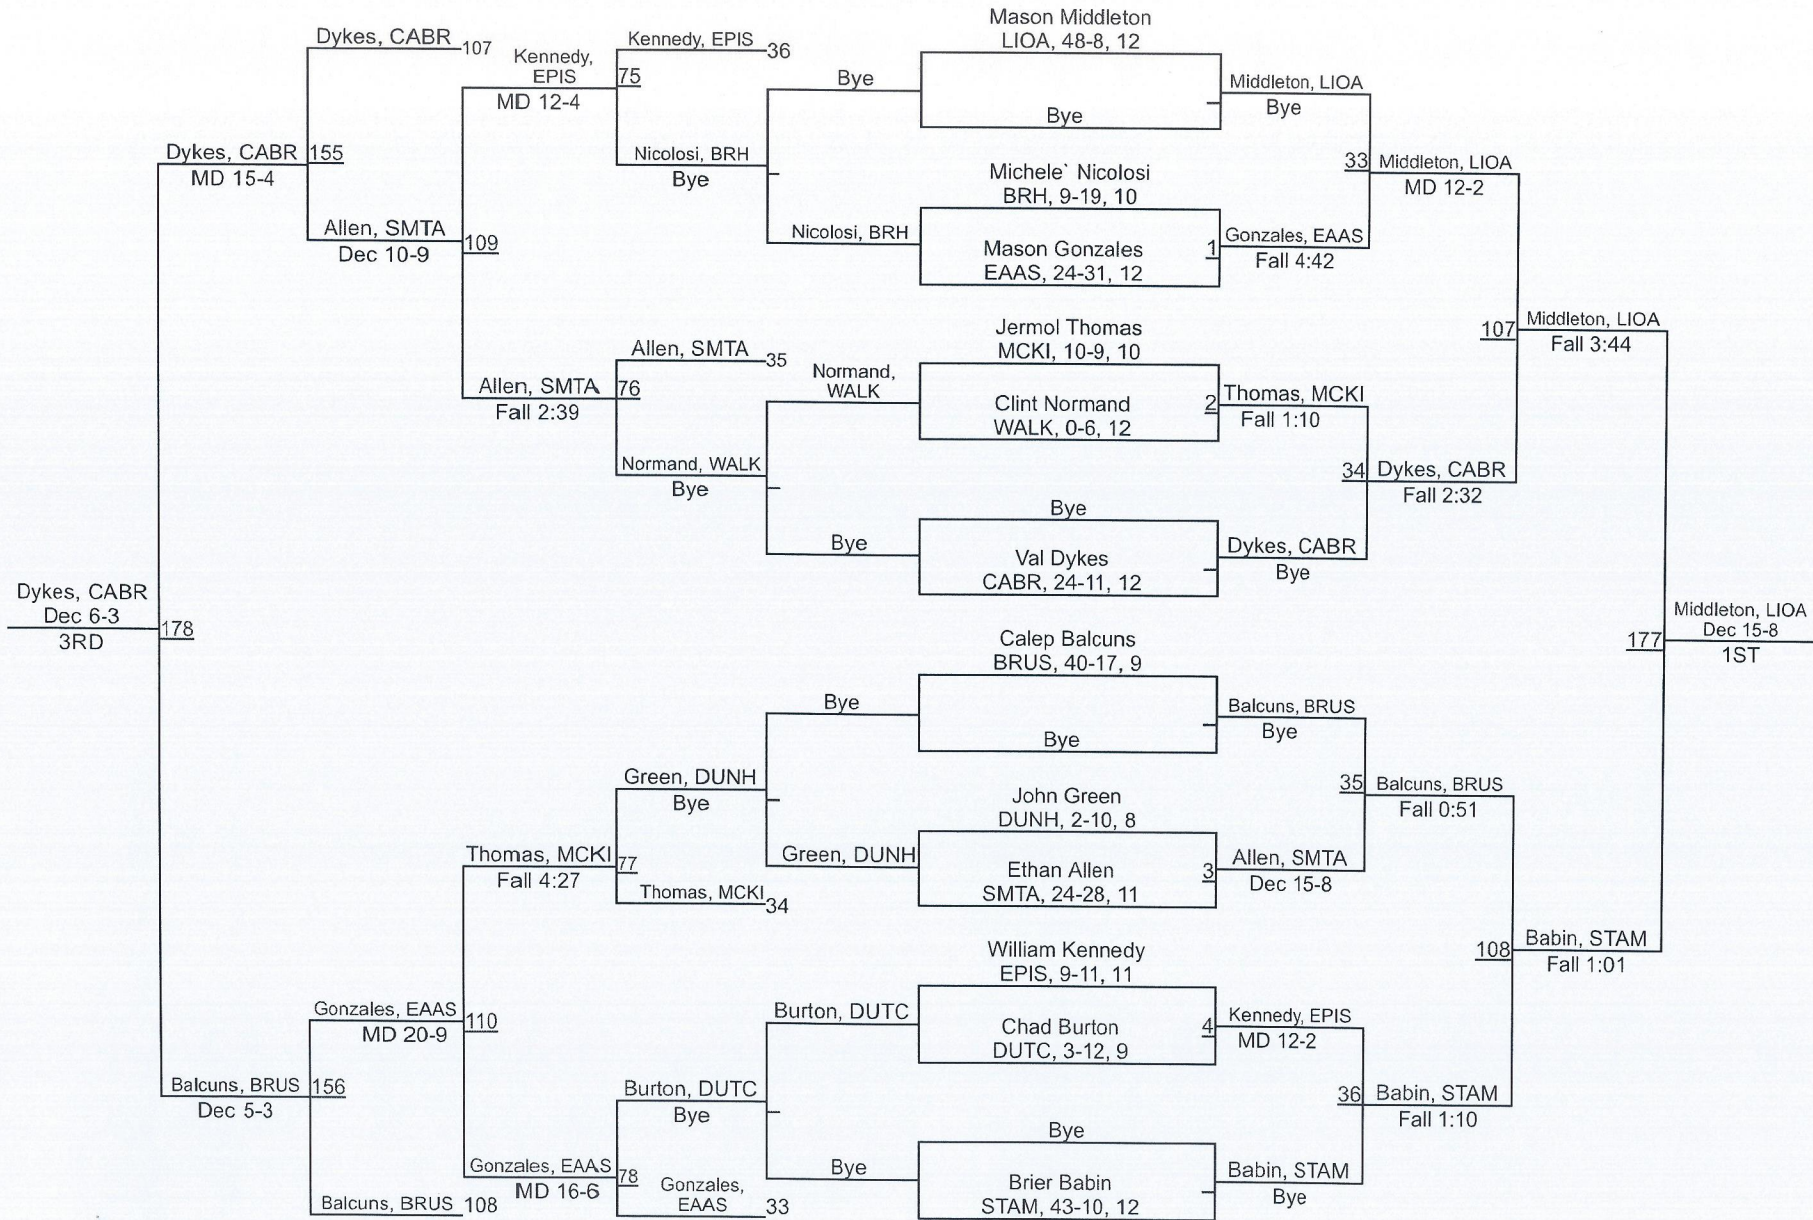 Mason Middleton
LIOA, 48-8, 12
Bye
Michele` Nicolosi
BRH, 9-19, 10
Mason Gonzales
EAAS, 24-31, 12
1
Jermol Thomas
MCKI, 10-9, 10
Clint Normand
WALK, 0-6, 12
2
Bye
Val Dykes
CABR, 24-11, 12
Calep Balcuns
BRUS, 40-17, 9
Bye
John Green
DUNH, 2-10, 8
Ethan Allen
SMTA, 24-28, 11
3
William Kennedy
EPIS, 9-11, 11
Chad Burton
DUTC, 3-12, 9
4
Bye
Brier Babin
STAM, 43-10, 12
Middleton, LIOA
Bye
Gonzales, EAAS
Fall 4:42
Thomas, MCKI
Fall 1:10
Dykes, CABR
Bye
Balcuns, BRUS
Bye
Allen, SMTA
Dec 15-8
Kennedy, EPIS
MD 12-2
Babin, STAM
Bye
33
Middleton, LIOA
MD 12-2
34
Dykes, CABR
Fall 2:32
35
Balcuns, BRUS
Fall 0:51
36
Babin, STAM
Fall 1:10
107
Middleton, LIOA
Fall 3:44
108
Babin, STAM
Fall 1:01
177
Middleton, LIOA
Dec 15-8
1ST
Bye
Nicolosi, BRH
Normand,
WALK
Bye
Bye
Green, DUNH
Burton, DUTC
Bye
Kennedy, EPIS
36
75
Nicolosi, BRH
Bye
Allen, SMTA
35
76
Normand, WALK
Bye
Green, DUNH
Bye
77
Thomas, MCKI
34
Burton, DUTC
Bye
78
Gonzales,
EAAS
33
Kennedy,
EPIS
MD 12-4
Allen, SMTA
Fall 2:39
Thomas, MCKI
Fall 4:27
Gonzales, EAAS
MD 16-6
Dykes, CABR
107
Allen, SMTA
Dec 10-9
109
Gonzales, EAAS
MD 20-9
110
Balcuns, BRUS
108
Dykes, CABR
MD 15-4
155
Balcuns, BRUS
Dec 5-3
156
Dykes, CABR
Dec 6-3
3RD
178